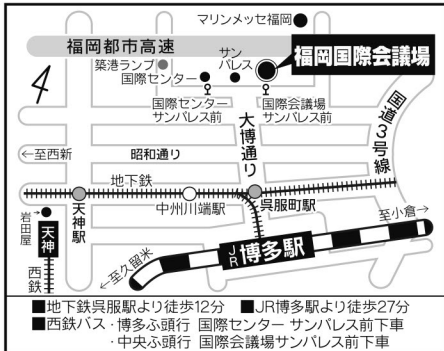 マリンメッセ福岡
福岡都市高速
サン
パレス
福岡国際会議場
築港ランプ
国際センター
国際センター
サンパレス前
国際会議場
サンパレス前
国道3号線
大博通り
←至西新
昭和通り
地下鉄
天神駅
中州川端駅
呉服町駅
岩田屋
天神
西鉄
至小倉→
JR博多駅
←至久留米
■地下鉄呉服駅より徒歩12分 ■JR博多駅より徒歩27分
■西鉄バス・博多ふ頭行 国際センター サンパレス前下車
・中央ふ頭行 国際会議場サンパレス前下車